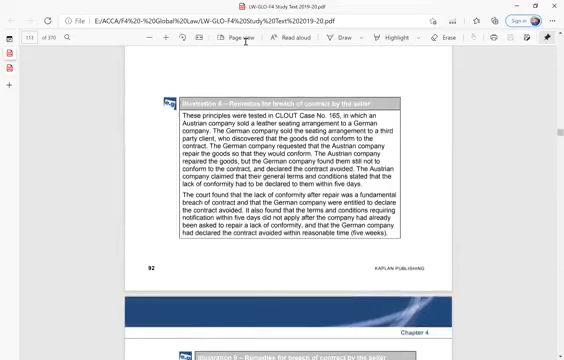 LW-GLO-F4 Study Text 2019-20.pdf
File
E:/ACCA/F4%20-%20Global%20Law/LW-GLO-F4%20Study%20Text%202019-20.pdf
Sign in
of 370
Page view
Read aloud
Draw
Highlight
Erase
Illustration 8 – Remedies for breach of contract by the seller
These principles were tested in CLOUT Case No. 165, in which an
Austrian company sold a leather seating arrangement to a German
company. The German company sold the seating arrangement to a third
party client, who discovered that the goods did not conform to the
contract. The German company requested that the Austrian company
repair the goods so that they would conform. The Austrian company
repaired the goods, but the German company found them still not to
conform to the contract, and declared the contract avoided. The Austrian
company claimed that their general terms and conditions stated that the
lack of conformity had to be declared to them within five days.
The court found that the lack of conformity after repair was a fundamental
breach of contract and that the German company were entitled to declare
the contract avoided. It also found that the terms and conditions requiring
notification within five days did not apply after the company had already
been asked to repair a lack of conformity, and that the German company
had declared the contract avoided within reasonable time (five weeks).
92
KAPLAN PUBLISHING
Chapter 4
Remedies for breach of contract by the seller